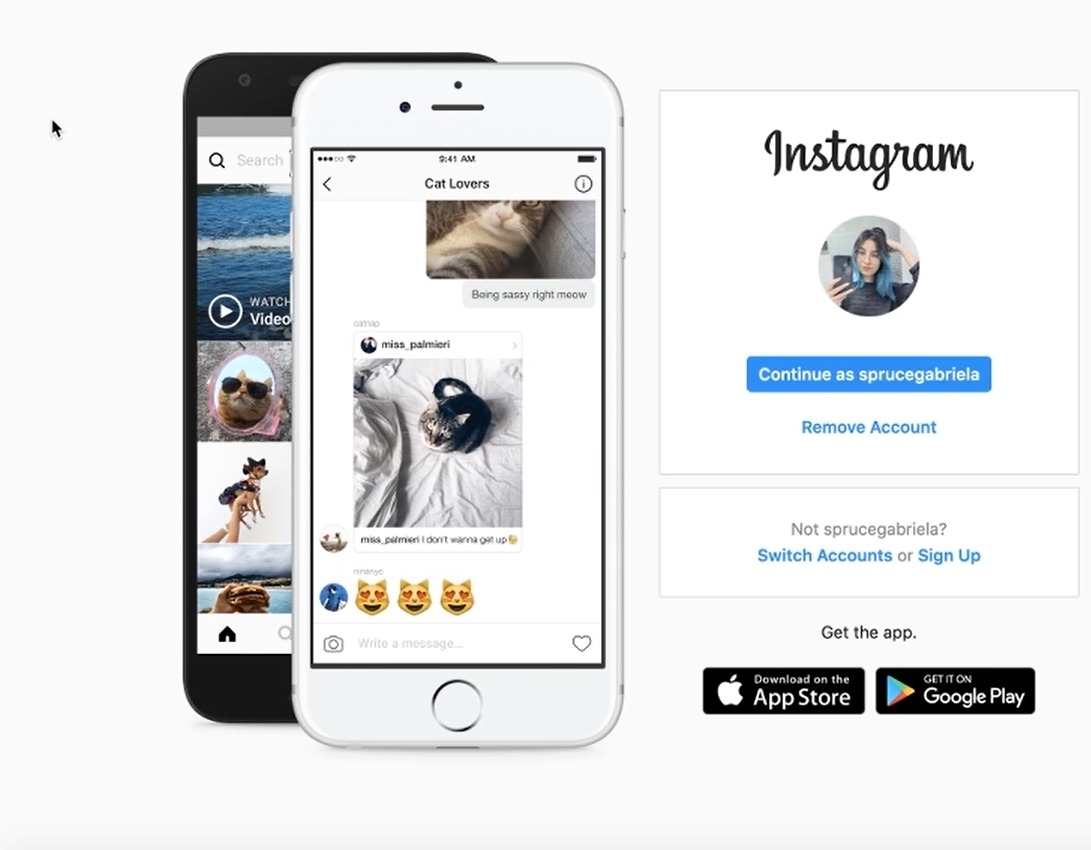 Search
WATCH
Video
9:41 AM
Cat Lovers
Being sassy right meow
catnap
miss_palmieri
miss_palmieri I don't wanna get up
ninanyc
Write a message...
Instagram
Continue as sprucegabriela
Remove Account
Not sprucegabriela?
Switch Accounts or Sign Up
Get the app.
Download on the
App Store
GET IT ON
Google Play